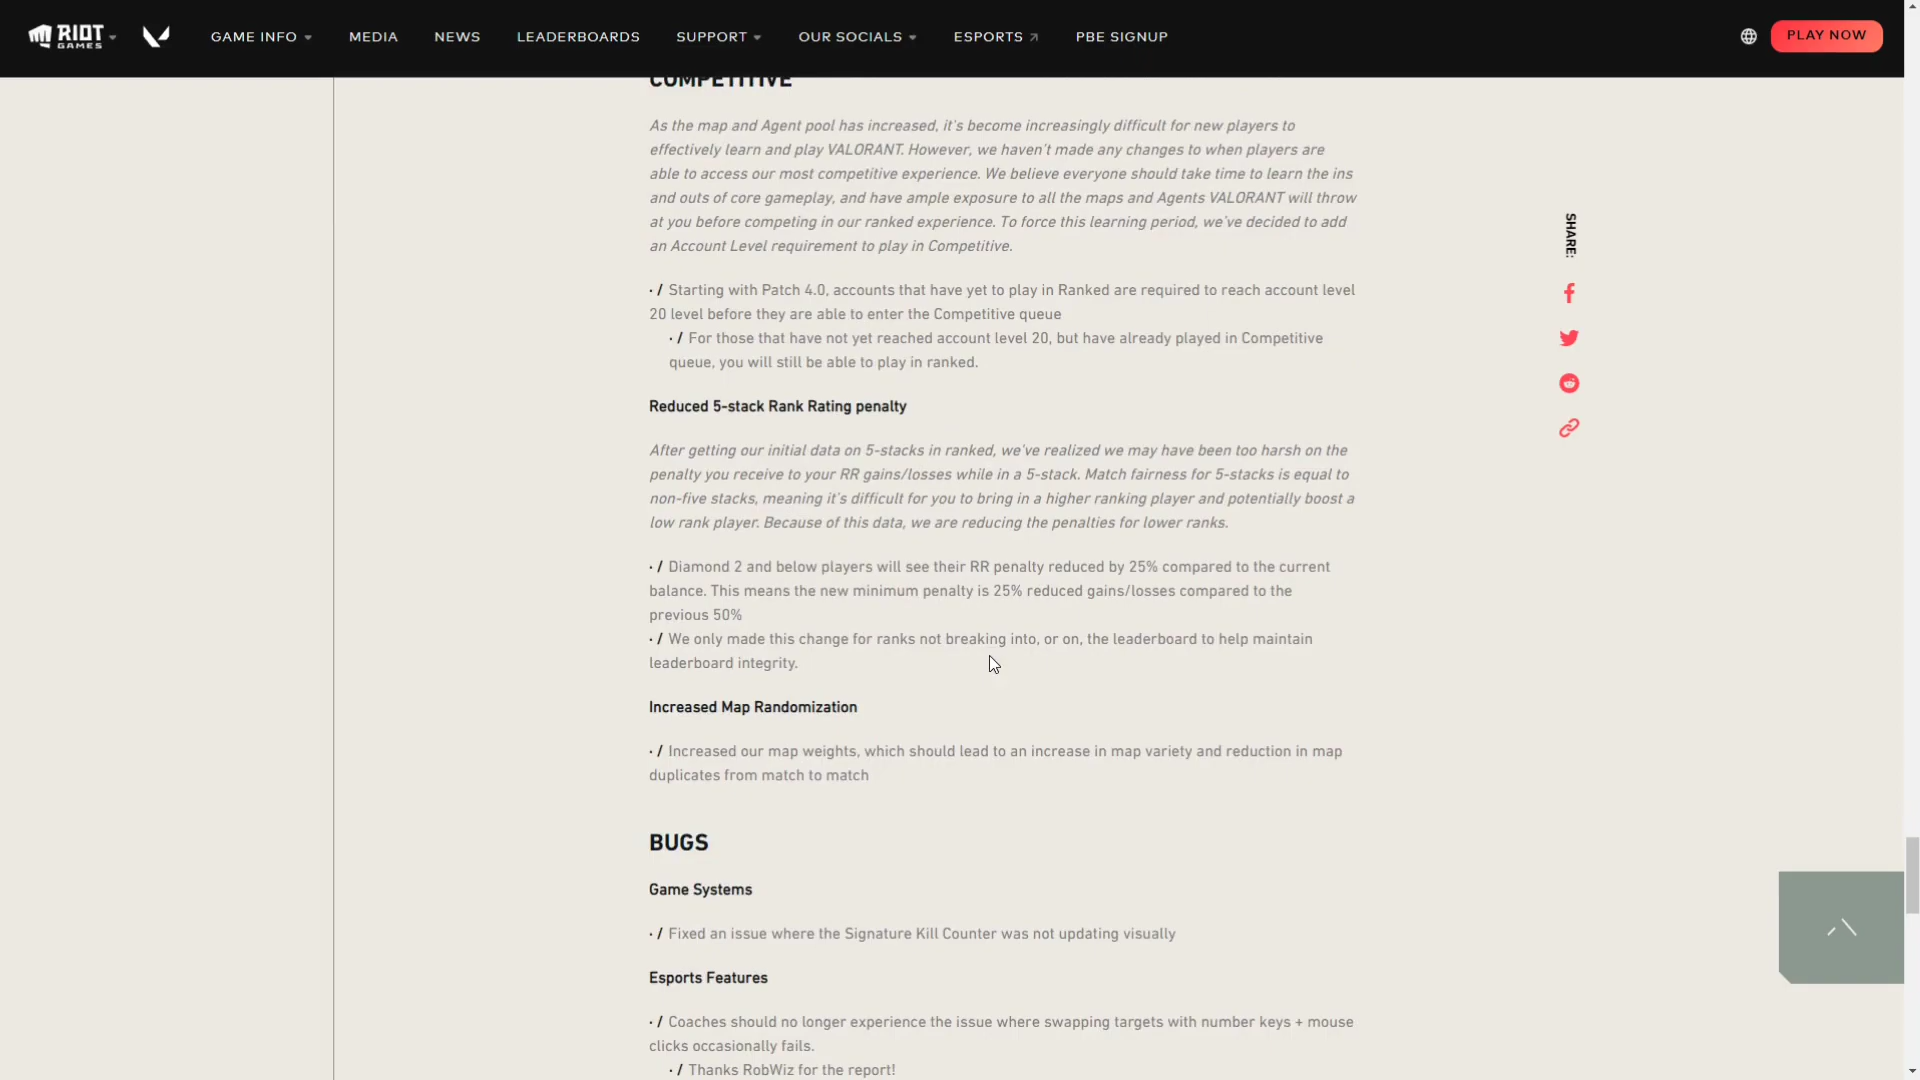 RIOT GAMES GAME INFO MEDIA NEWS LEADERBOARDS SUPPORT OUR SOCIALS ESPORTS PBE SIGNUP PLAY NOW
COMPETITIVE
As the map and Agent pool has increased, it's become increasingly difficult for new players to
effectively learn and play VALORANT. However, we haven't made any changes to when players are
able to access our most competitive experience. We believe everyone should take time to learn the ins
and outs of core gameplay, and have ample exposure to all the maps and Agents VALORANT will throw
at you before competing in our ranked experience. To force this learning period, we've decided to add
an Account Level requirement to play in Competitive.
· / Starting with Patch 4.0, accounts that have yet to play in Ranked are required to reach account level
20 level before they are able to enter the Competitive queue
· / For those that have not yet reached account level 20, but have already played in Competitive
queue, you will still be able to play in ranked.
Reduced 5-stack Rank Rating penalty
After getting our initial data on 5-stacks in ranked, we've realized we may have been too harsh on the
penalty you receive to your RR gains/losses while in a 5-stack. Match fairness for 5-stacks is equal to
non-five stacks, meaning it's difficult for you to bring in a higher ranking player and potentially boost a
low rank player. Because of this data, we are reducing the penalties for lower ranks.
· / Diamond 2 and below players will see their RR penalty reduced by 25% compared to the current
balance. This means the new minimum penalty is 25% reduced gains/losses compared to the
previous 50%
· / We only made this change for ranks not breaking into, or on, the leaderboard to help maintain
leaderboard integrity.
Increased Map Randomization
· / Increased our map weights, which should lead to an increase in map variety and reduction in map
duplicates from match to match
BUGS
Game Systems
· / Fixed an issue where the Signature Kill Counter was not updating visually
Esports Features
· / Coaches should no longer experience the issue where swapping targets with number keys + mouse
clicks occasionally fails.
· / Thanks RobWiz for the report!
SHARE: